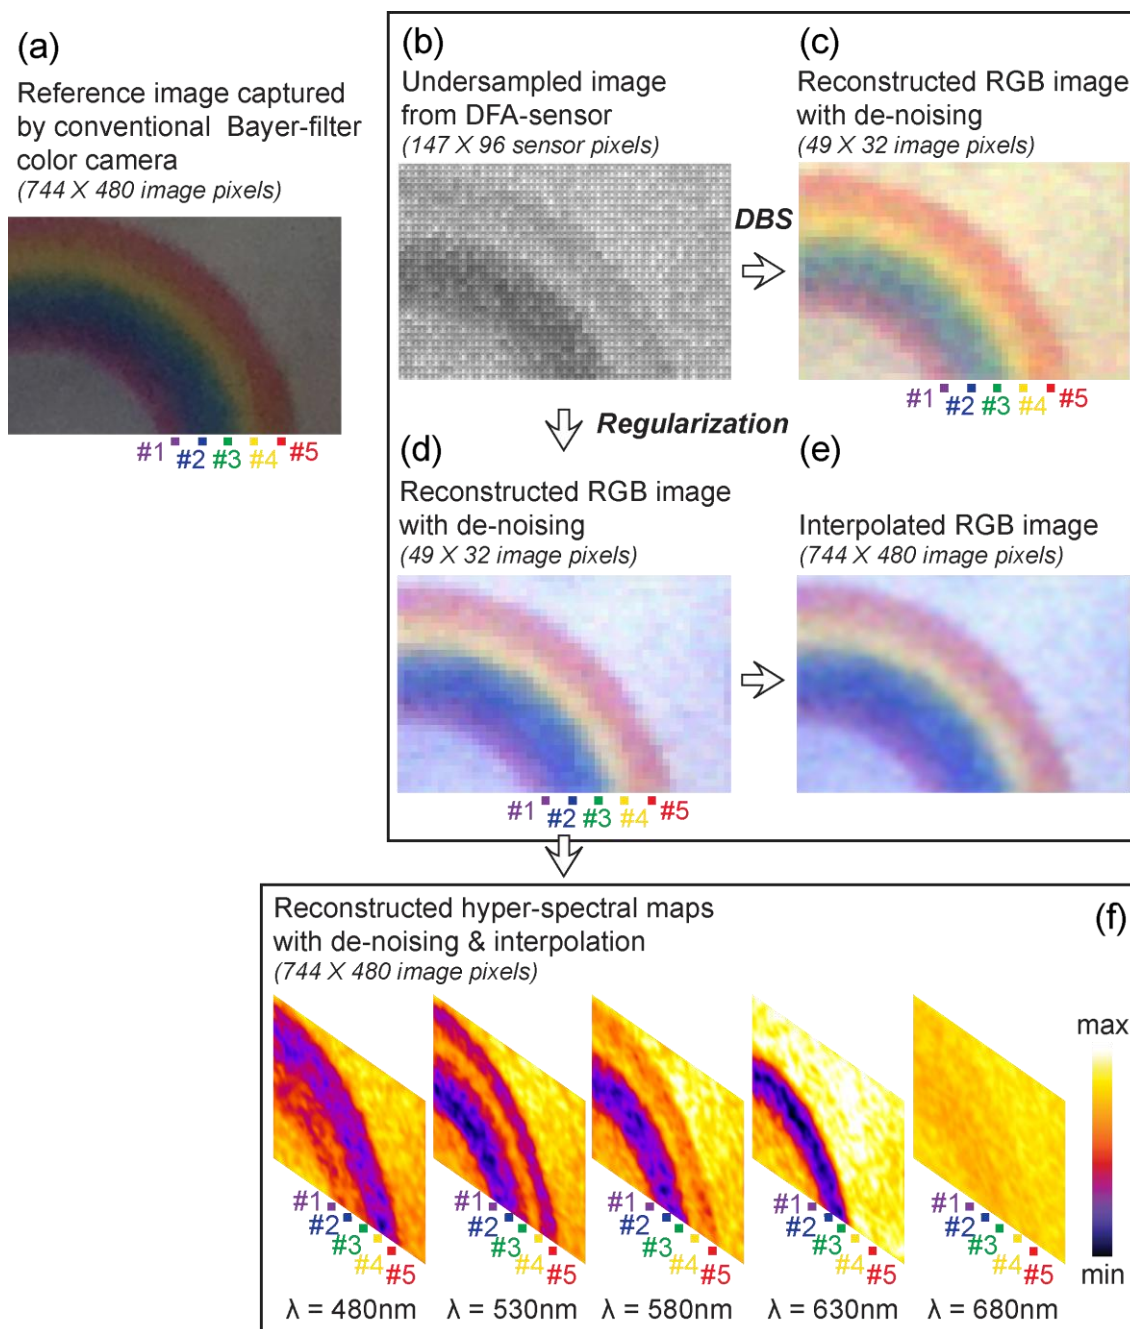 (a)
Reference image captured
by conventional Bayer-filter
color camera
(744 X 480 image pixels)
#1 #2 #3 #4 #5
(b)
Undersampled image
from DFA-sensor
(147 X 96 sensor pixels)
DBS
(c)
Reconstructed RGB image
with de-noising
(49 X 32 image pixels)
#1 #2 #3 #4 #5
Regularization
(d)
Reconstructed RGB image
with de-noising
(49 X 32 image pixels)
#1 #2 #3 #4 #5
(e)
Interpolated RGB image
(744 X 480 image pixels)
Reconstructed hyper-spectral maps
with de-noising & interpolation
(744 X 480 image pixels)
(f)
#1 #2 #3 #4 #5
λ = 480nm
#1 #2 #3 #4 #5
λ = 530nm
#1 #2 #3 #4 #5
λ = 580nm
#1 #2 #3 #4 #5
λ = 630nm
#1 #2 #3 #4 #5
λ = 680nm
max
min